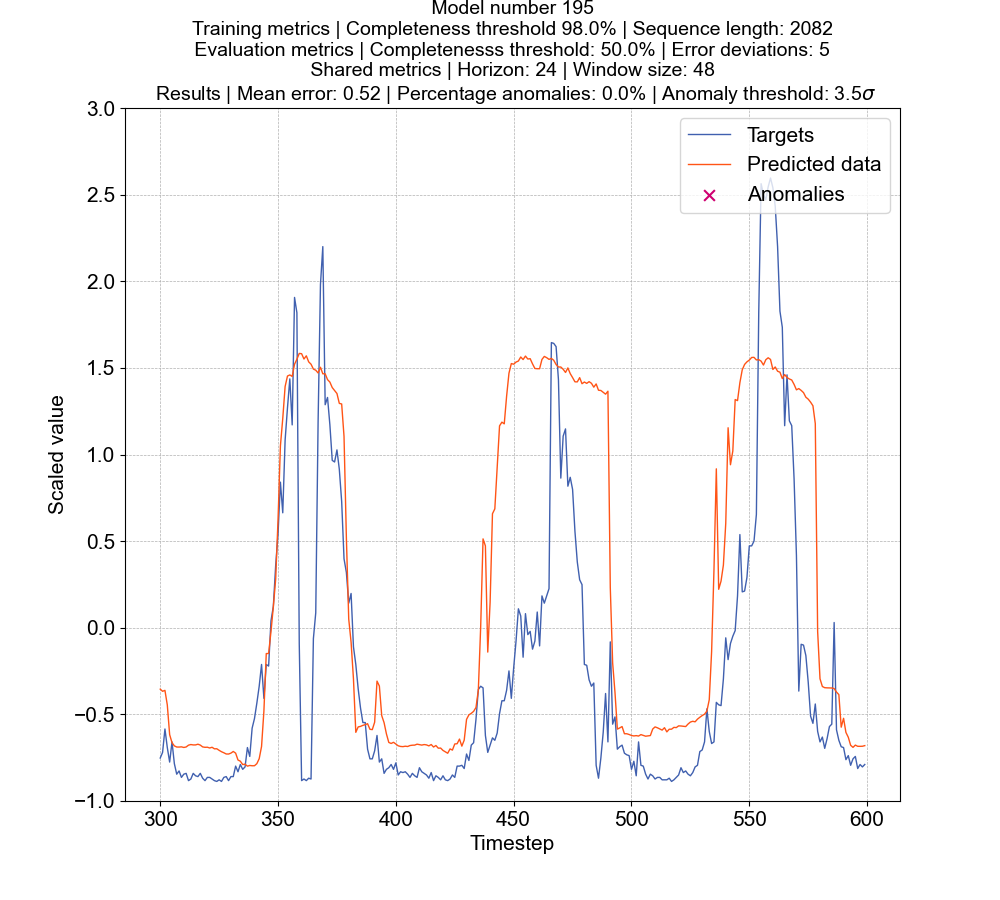 Model number 195
Training metrics | Completeness threshold 98.0% | Sequence length: 2082
Evaluation metrics | Completenesss threshold: 50.0% | Error deviations: 5
Shared metrics | Horizon: 24 | Window size: 48
Results | Mean error: 0.52 | Percentage anomalies: 0.0% | Anomaly threshold: 3.5σ
Targets
Predicted data
Anomalies
Scaled value
3.0
2.5
2.0
1.5
1.0
0.5
0.0
−0.5
−1.0
300
350
400
450
500
550
600
Timestep